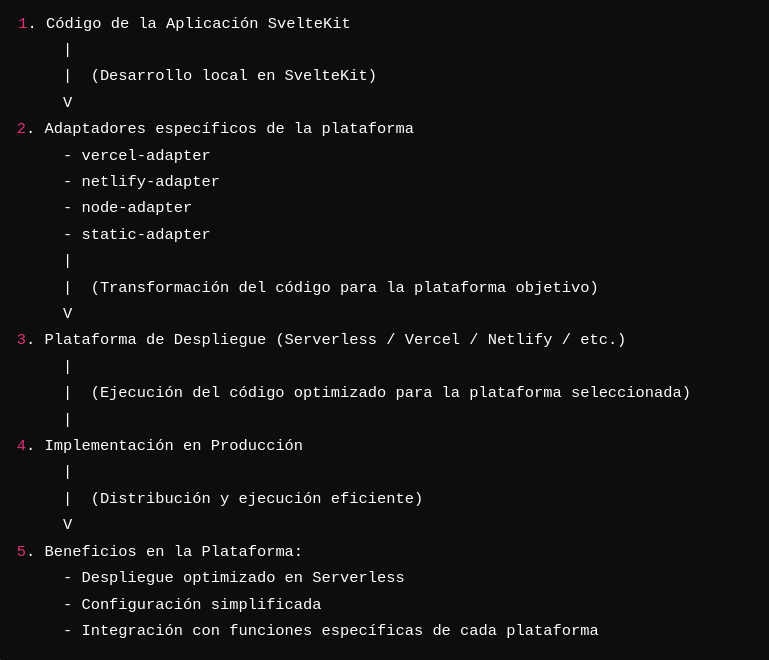 1. Código de la Aplicación SvelteKit
|
| (Desarrollo local en SvelteKit)
V
2. Adaptadores específicos de la plataforma
- vercel-adapter
- netlify-adapter
- node-adapter
- static-adapter
|
| (Transformación del código para la plataforma objetivo)
V
3. Plataforma de Despliegue (Serverless / Vercel / Netlify / etc.)
|
| (Ejecución del código optimizado para la plataforma seleccionada)
|
4. Implementación en Producción
|
| (Distribución y ejecución eficiente)
V
5. Beneficios en la Plataforma:
- Despliegue optimizado en Serverless
- Configuración simplificada
- Integración con funciones específicas de cada plataforma